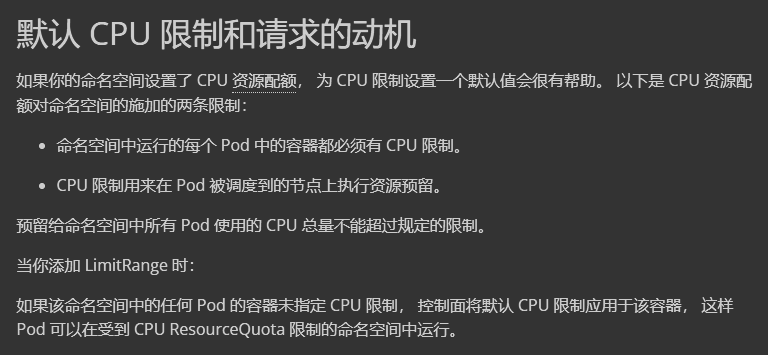 默认 CPU 限制和请求的动机
如果你的命名空间设置了 CPU 资源配额， 为 CPU 限制设置一个默认值会很有帮助。 以下是 CPU 资源配
额对命名空间的施加的两条限制：
• 命名空间中运行的每个 Pod 中的容器都必须有 CPU 限制。
• CPU 限制用来在 Pod 被调度到的节点上执行资源预留。
预留给命名空间中所有 Pod 使用的 CPU 总量不能超过规定的限制。
当你添加 LimitRange 时：
如果该命名空间中的任何 Pod 的容器未指定 CPU 限制， 控制面将默认 CPU 限制应用于该容器， 这样
Pod 可以在受到 CPU ResourceQuota 限制的命名空间中运行。